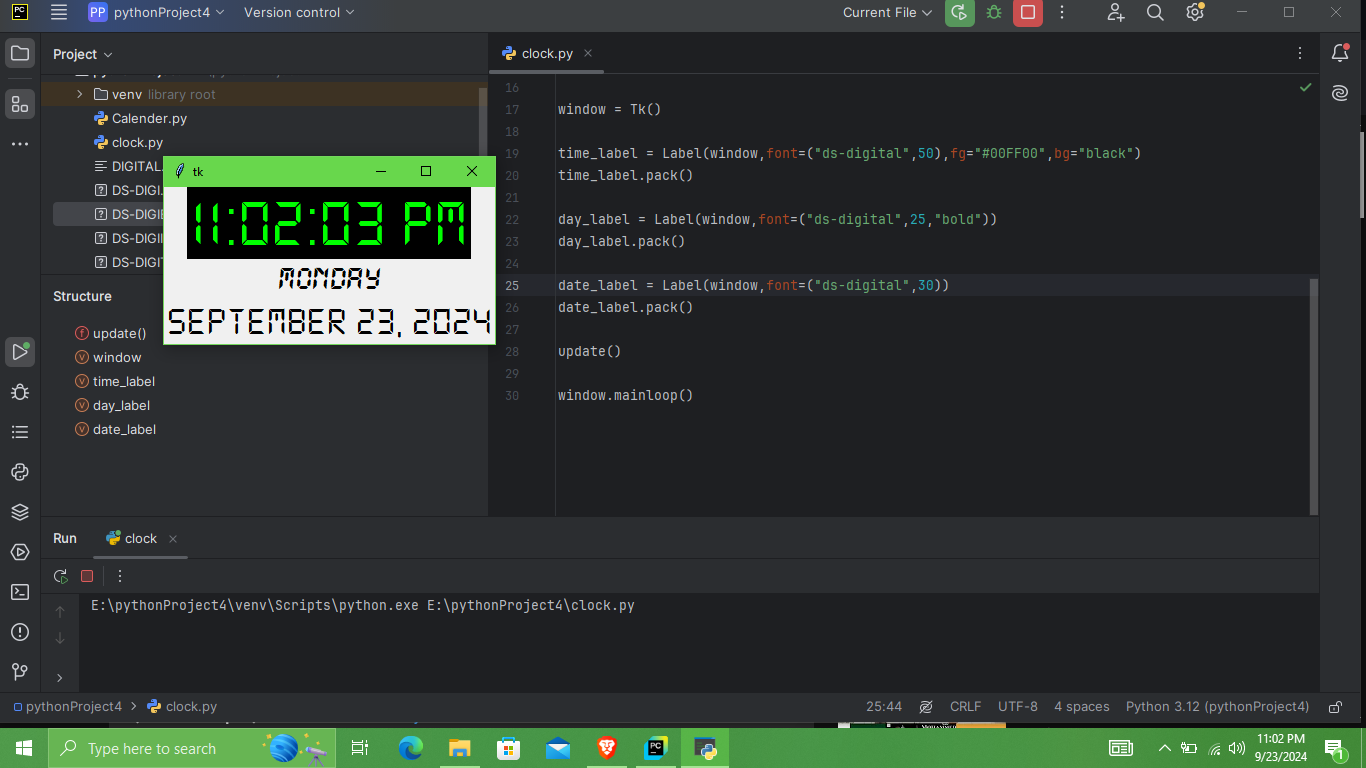 PC PP pythonProject4 Version control Current File
Project
clock.py
venv library root
Calender.py
clock.py
DIGITAL
DS-DIGI
DS-DIGIB
DS-DIGII
DS-DIGIT
tk
11:02:03 PM
MONDAY
SEPTEMBER 23, 2024
Structure
f update()
V window
V time_label
V day_label
V date_label
16
17 window = Tk()
18
19 time_label = Label(window,font=("ds-digital",50),fg="#00FF00",bg="black")
20 time_label.pack()
21
22 day_label = Label(window,font=("ds-digital",25,"bold"))
23 day_label.pack()
24
25 date_label = Label(window,font=("ds-digital",30))
26 date_label.pack()
27
28 update()
29
30 window.mainloop()
Run clock
E:\pythonProject4\venv\Scripts\python.exe E:\pythonProject4\clock.py
pythonProject4 > clock.py 25:44 CRLF UTF-8 4 spaces Python 3.12 (pythonProject4)
Type here to search
PC
11:02 PM
9/23/2024
1